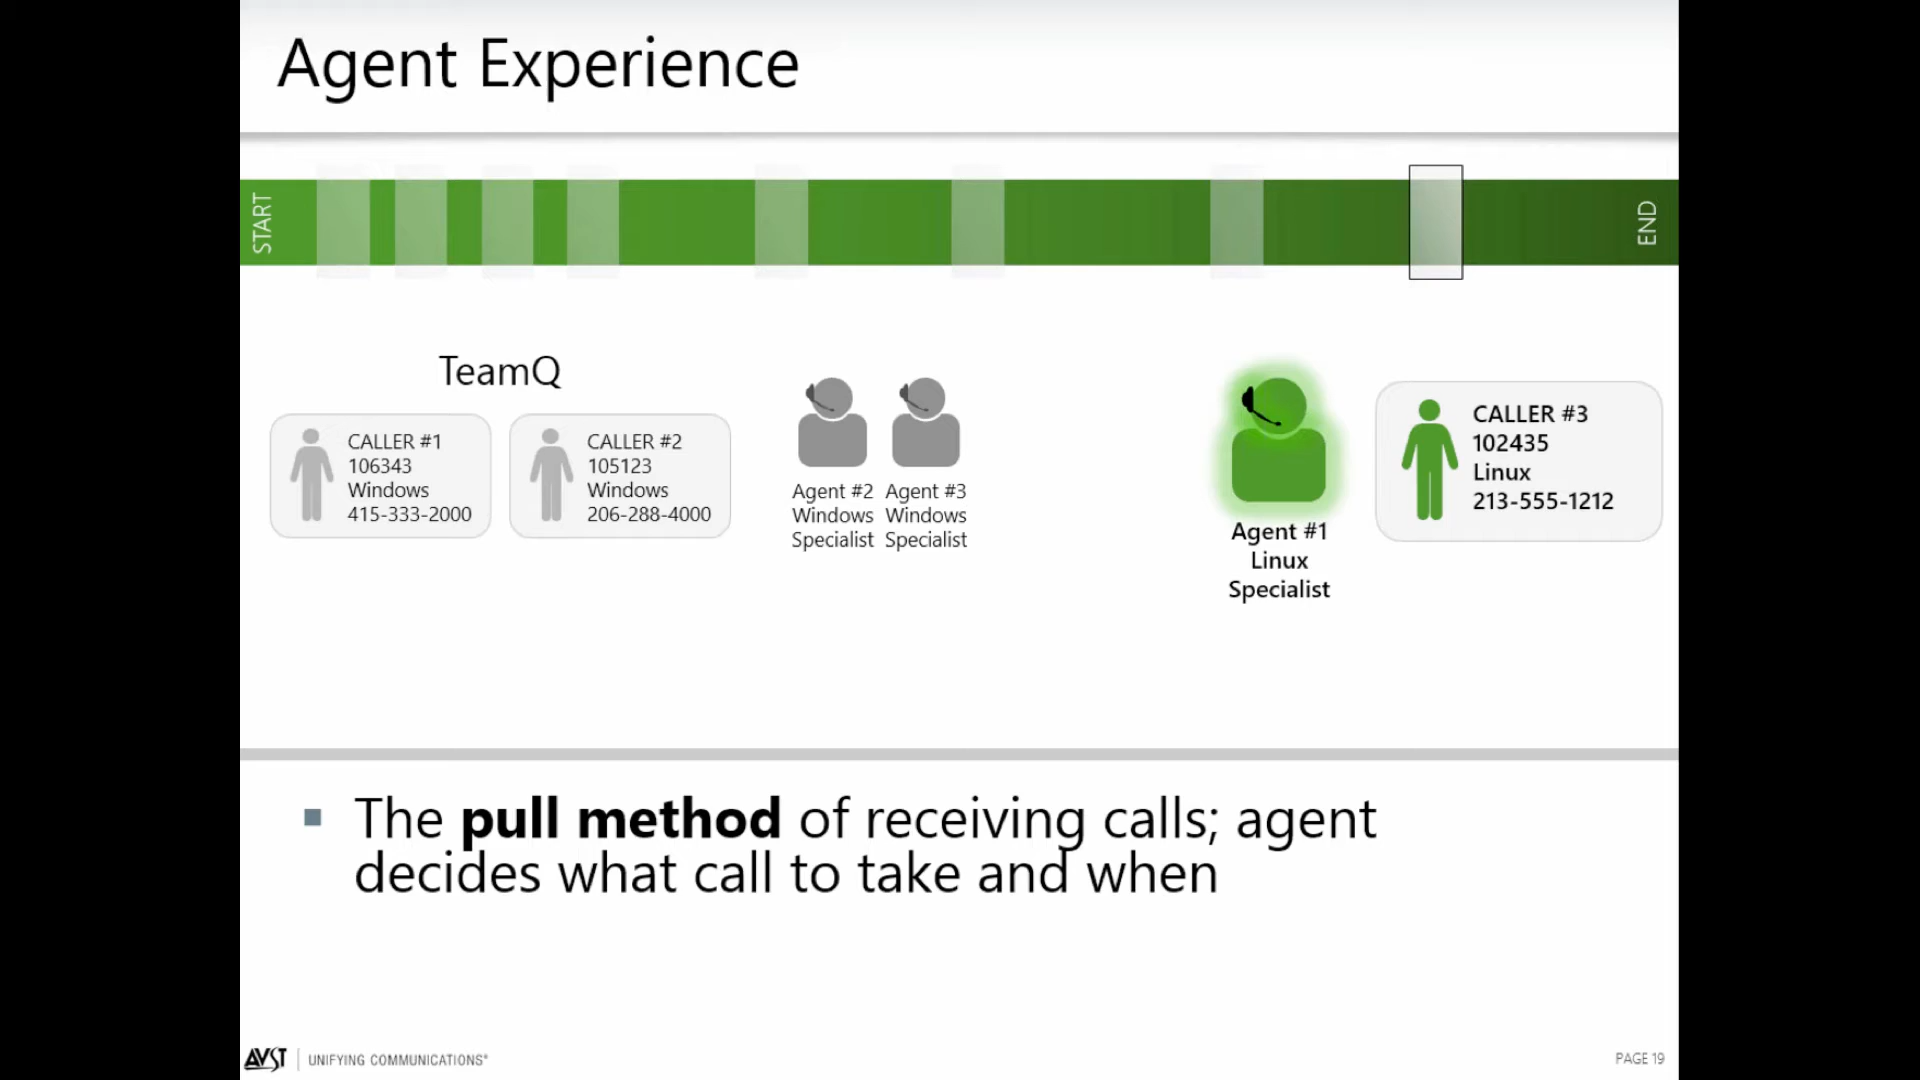 Agent Experience
START
END
TeamQ
CALLER #1
106343
Windows
415-333-2000
CALLER #2
105123
Windows
206-288-4000
Agent #2
Windows
Specialist
Agent #3
Windows
Specialist
Agent #1
Linux
Specialist
CALLER #3
102435
Linux
213-555-1212
▪ The pull method of receiving calls; agent
decides what call to take and when
AVST | UNIFYING COMMUNICATIONS®
PAGE 19